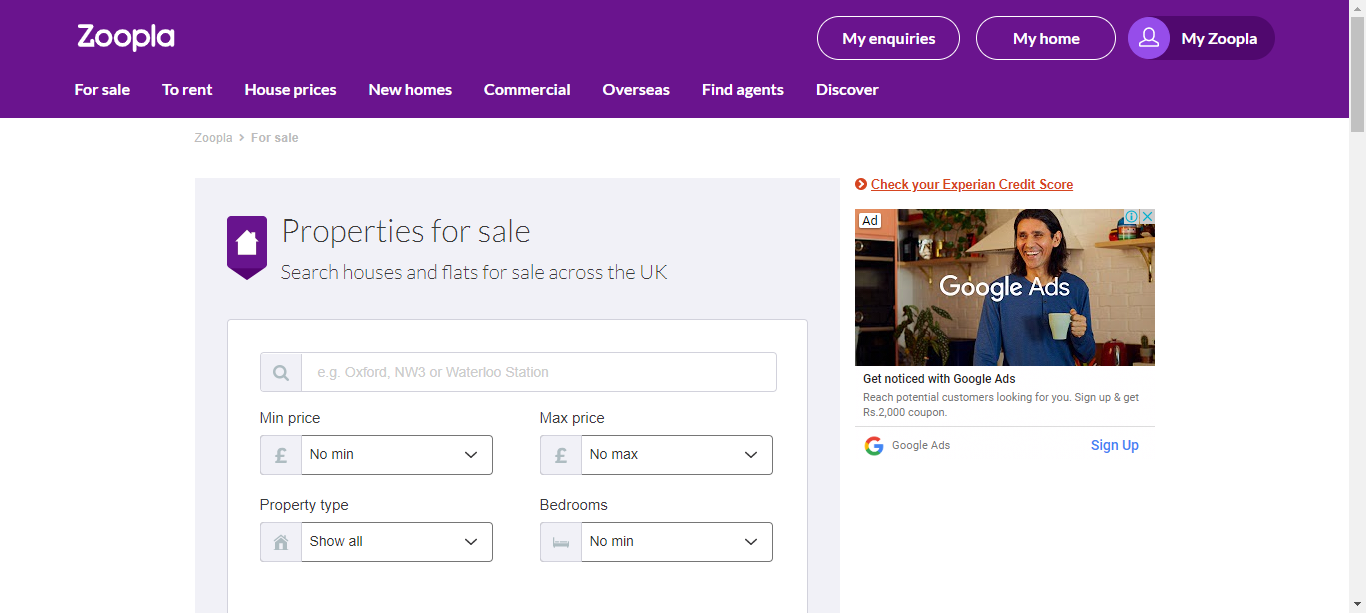 Zoopla
My enquiries
My home
My Zoopla
For sale
To rent
House prices
New homes
Commercial
Overseas
Find agents
Discover
Zoopla > For sale
Properties for sale
Search houses and flats for sale across the UK
e.g. Oxford, NW3 or Waterloo Station
Min price
Max price
£ No min
£ No max
Property type
Bedrooms
Show all
No min
Check your Experian Credit Score
Ad
Google Ads
Get noticed with Google Ads
Reach potential customers looking for you. Sign up & get
Rs.2,000 coupon.
Google Ads
Sign Up